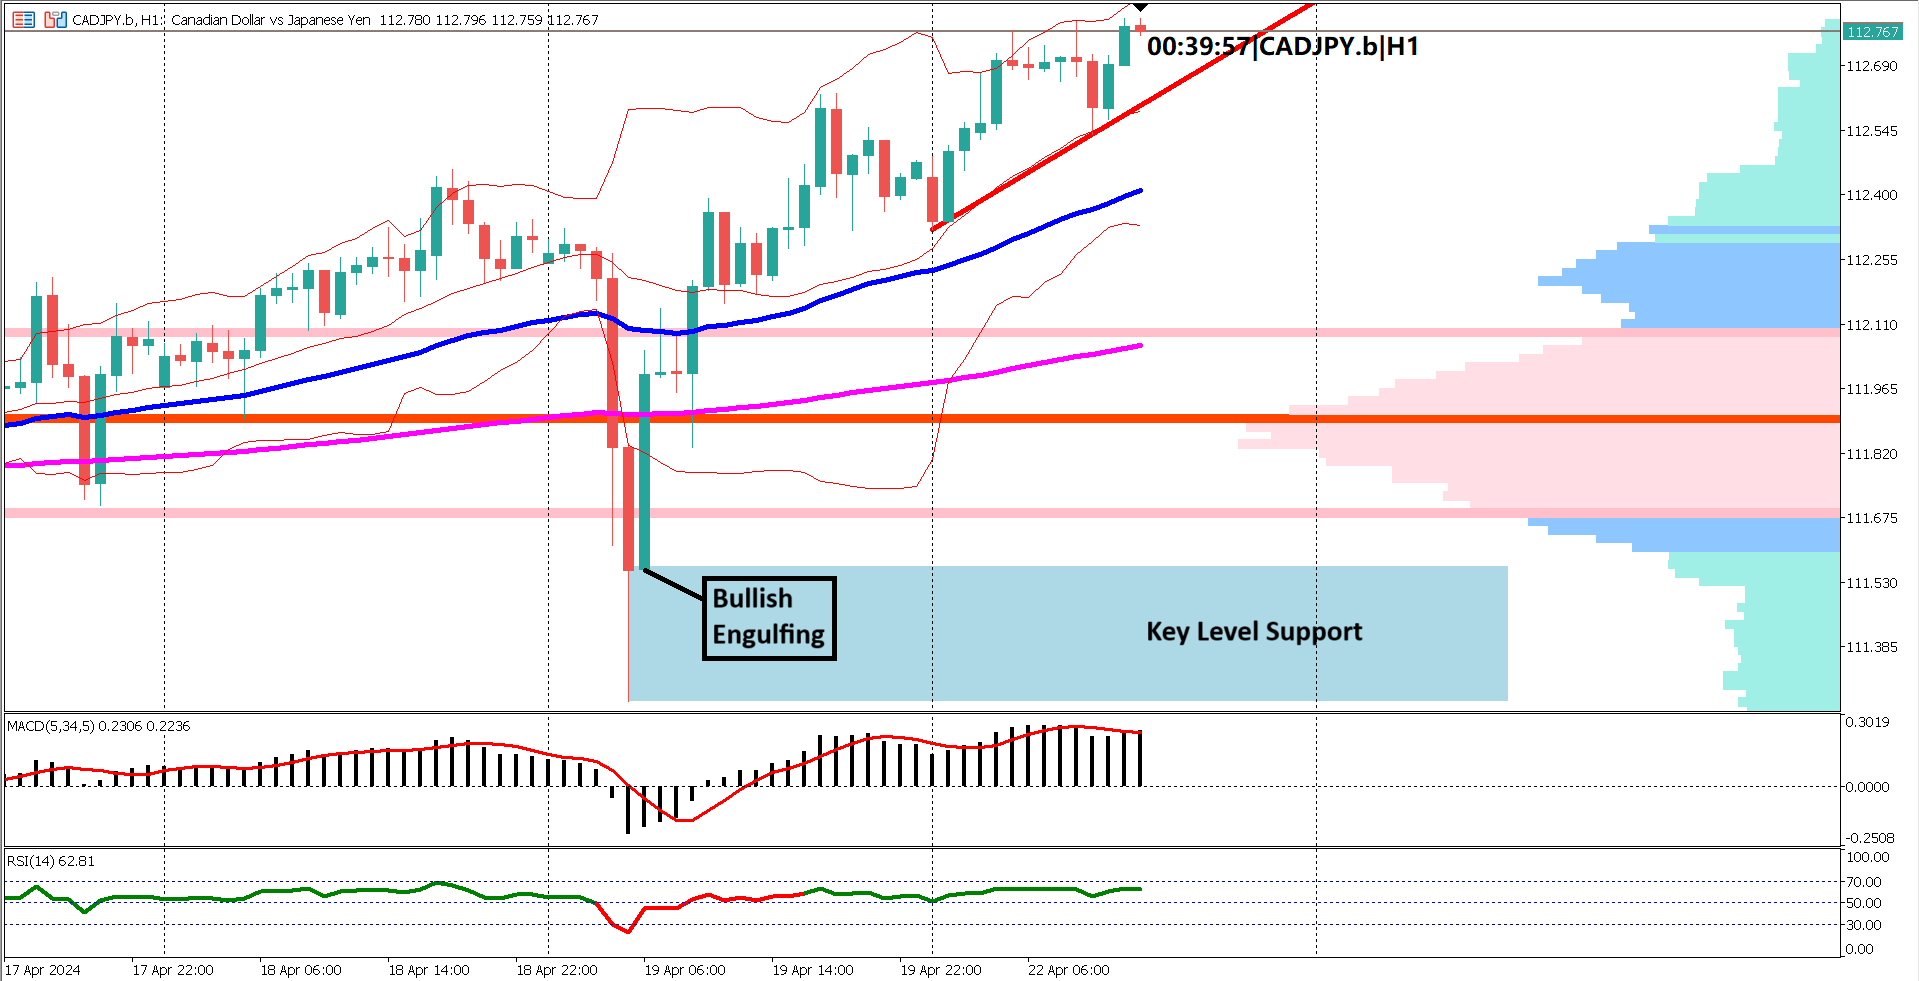 CADJPY.b, H1: Canadian Dollar vs Japanese Yen 112.780 112.796 112.759 112.767
00:39:57|CADJPY.b|H1
112.767
112.690
112.545
112.400
112.255
112.110
111.965
111.820
111.675
111.530
111.385
Bullish
Engulfing
Key Level Support
MACD(5,34,5) 0.2306 0.2236
0.3019
0.0000
-0.2508
RSI(14) 62.81
100.00
70.00
50.00
30.00
0.00
17 Apr 2024
17 Apr 22:00
18 Apr 06:00
18 Apr 14:00
18 Apr 22:00
19 Apr 06:00
19 Apr 14:00
19 Apr 22:00
22 Apr 06:00